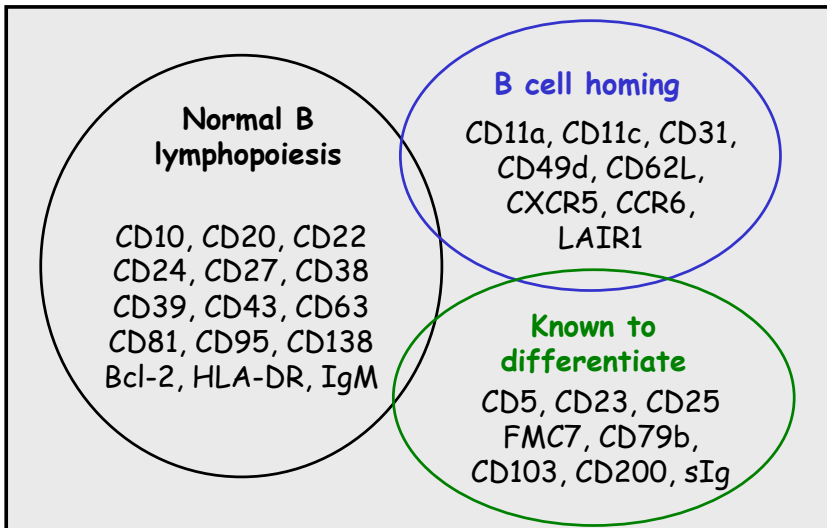 Normal B
lymphopoiesis
CD10, CD20, CD22
CD24, CD27, CD38
CD39, CD43, CD63
CD81, CD95, CD138
Bcl-2, HLA-DR, IgM
B cell homing
CD11a, CD11c, CD31,
CD49d, CD62L,
CXCR5, CCR6,
LAIR1
Known to
differentiate
CD5, CD23, CD25
FMC7, CD79b,
CD103, CD200, sIg